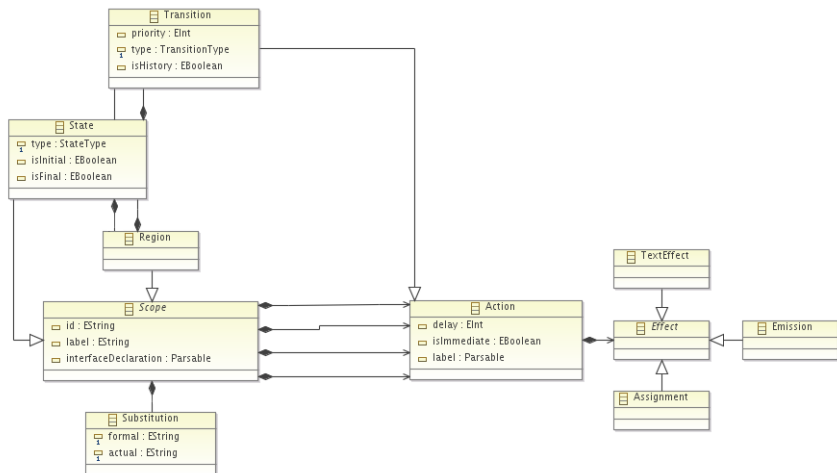 Transition
priority : EInt
type : TransitionType
isHistory : EBoolean
State
type : StateType
isInitial : EBoolean
isFinal : EBoolean
Region
Scope
id : EString
label : EString
interfaceDeclaration : Parsable
Action
delay : EInt
isImmediate : EBoolean
label : Parsable
TextEffect
Effect
Emission
Assignment
Substitution
formal : EString
actual : EString